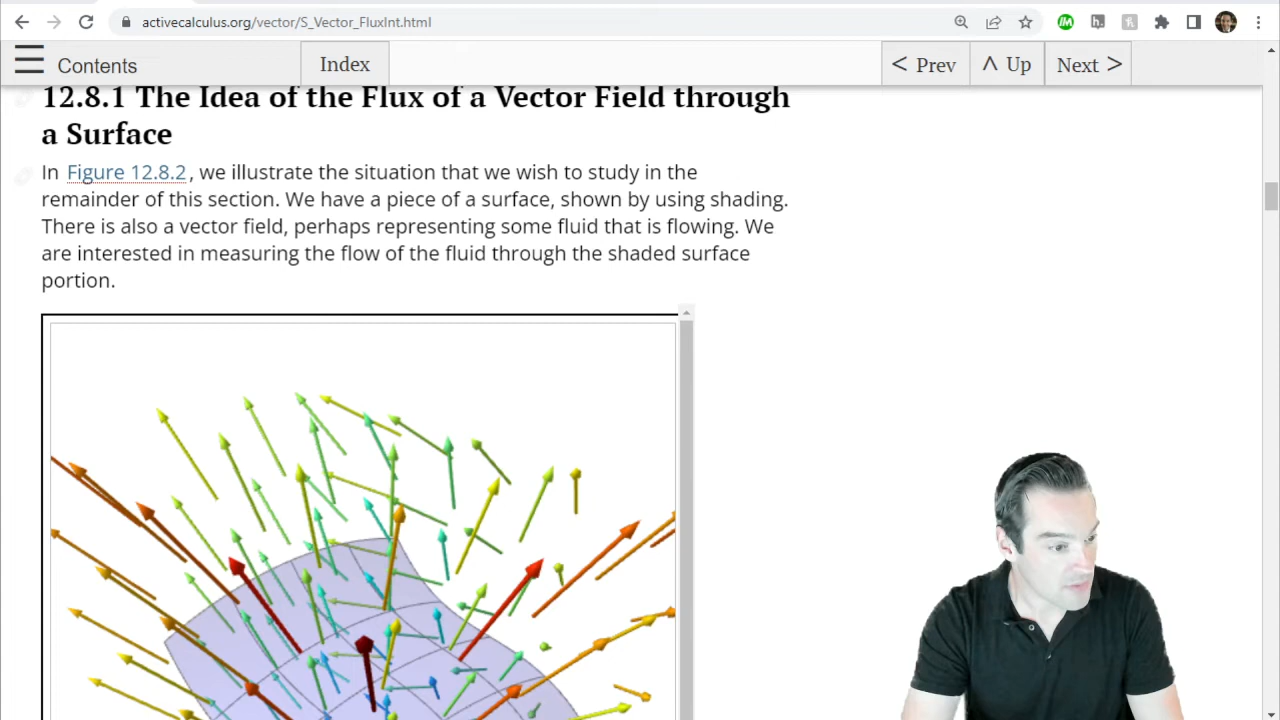 activecalculus.org/vector/S_Vector_FluxInt.html
Contents
Index
< Prev
^ Up
Next >
12.8.1 The Idea of the Flux of a Vector Field through
a Surface
In Figure 12.8.2, we illustrate the situation that we wish to study in the
remainder of this section. We have a piece of a surface, shown by using shading.
There is also a vector field, perhaps representing some fluid that is flowing. We
are interested in measuring the flow of the fluid through the shaded surface
portion.